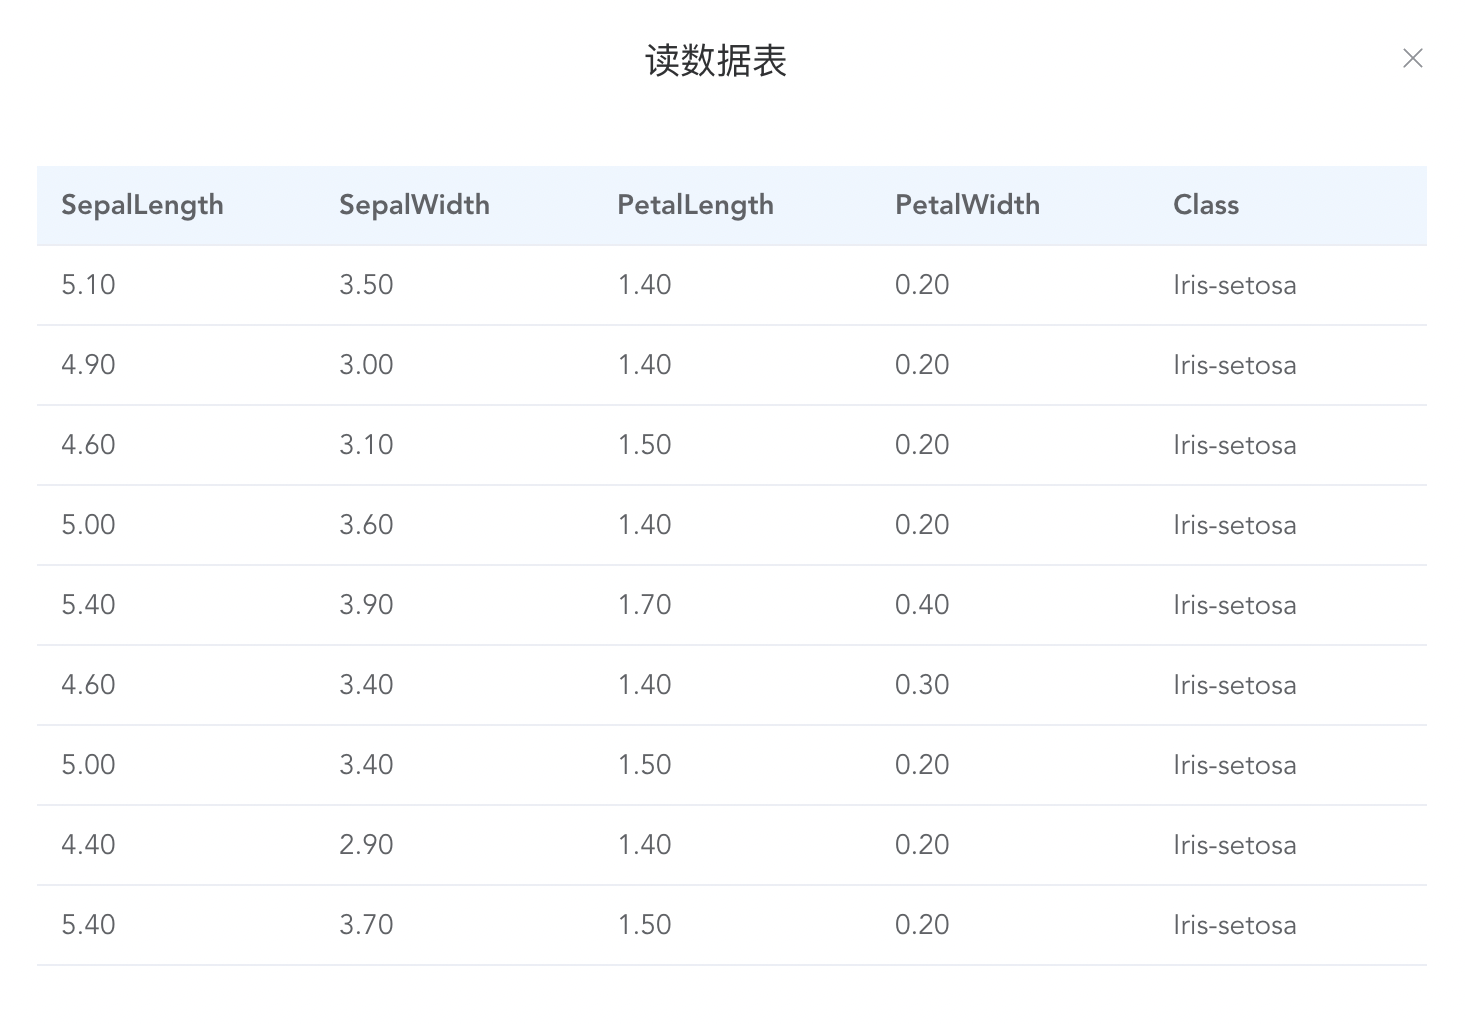 读数据表
SepalLength SepalWidth PetalLength PetalWidth Class
5.10 3.50 1.40 0.20 Iris-setosa
4.90 3.00 1.40 0.20 Iris-setosa
4.60 3.10 1.50 0.20 Iris-setosa
5.00 3.60 1.40 0.20 Iris-setosa
5.40 3.90 1.70 0.40 Iris-setosa
4.60 3.40 1.40 0.30 Iris-setosa
5.00 3.40 1.50 0.20 Iris-setosa
4.40 2.90 1.40 0.20 Iris-setosa
5.40 3.70 1.50 0.20 Iris-setosa